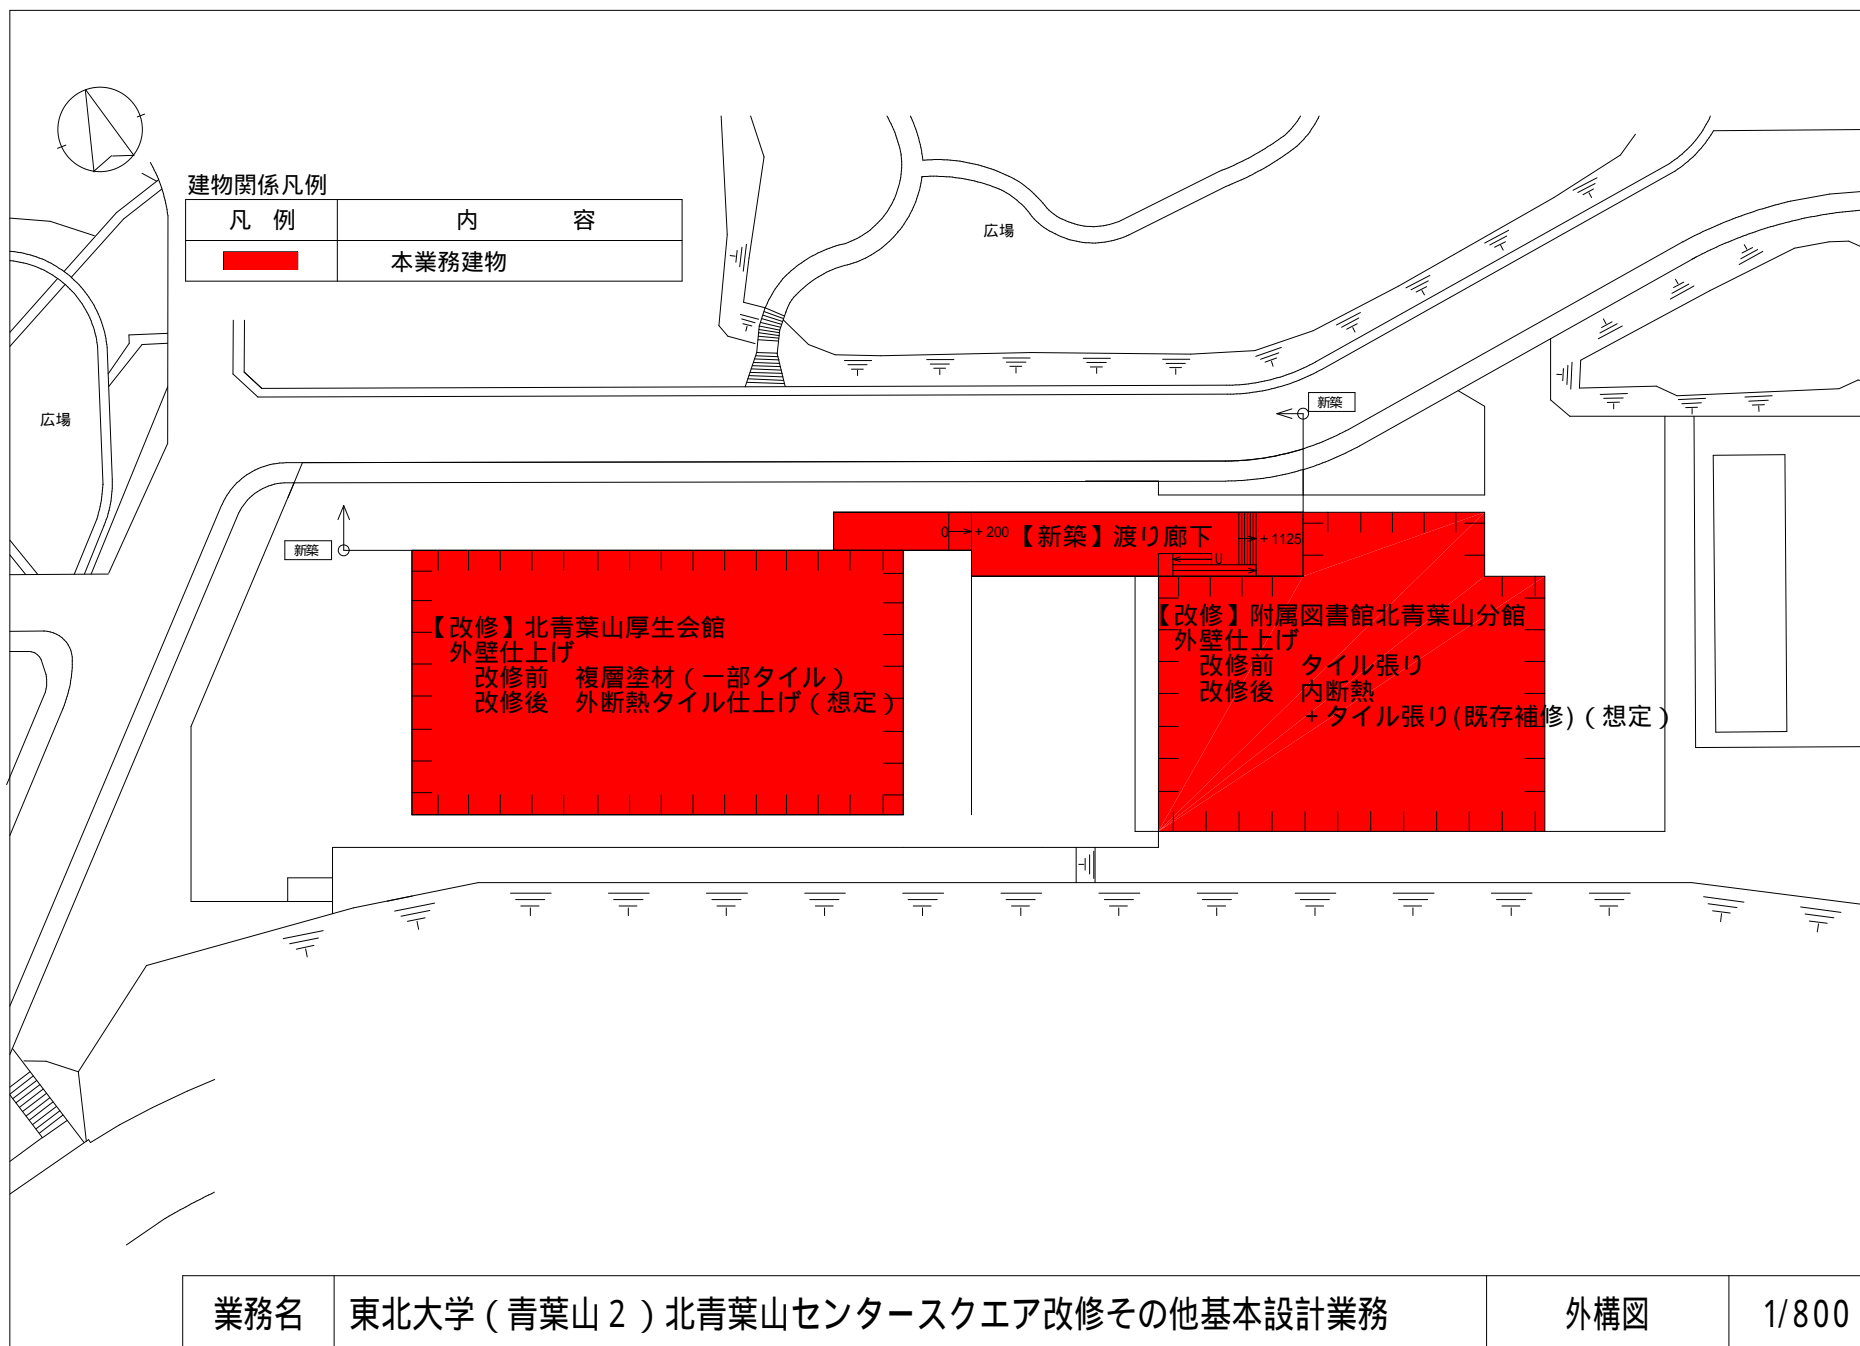 建物関係凡例
凡 例
内 容
本業務建物
広場
広場
新築
新築
0
+200
【新築】渡り廊下
+1125
U
【改修】北青葉山厚生会館
外壁仕上げ
改修前 複層塗材(一部タイル)
改修後 外断熱タイル仕上げ(想定)
【改修】附属図書館北青葉山分館
外壁仕上げ
改修前 タイル張り
改修後 内断熱
+タイル張り(既存補修)(想定)
業務名
東北大学(青葉山2)北青葉山センタースクエア改修その他基本設計業務
外構図
1/800